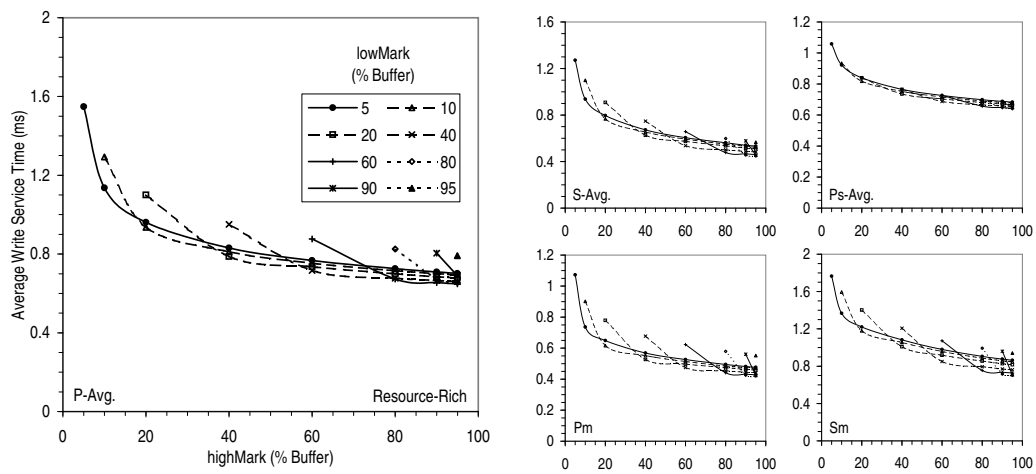 Average Write Service Time (ms)
2
1.6
1.2
0.8
0.4
0
lowMark
(% Buffer)
5 10
20 40
60 80
90 95
P-Avg. Resource-Rich
0 20 40 60 80 100
highMark (% Buffer)
1.6
1.2
0.8
0.4
0
S-Avg.
0 20 40 60 80 100
1.2
1
0.8
0.6
0.4
0.2
0
Ps-Avg.
0 20 40 60 80 100
1.2
1
0.8
0.6
0.4
0.2
0
Pm
0 20 40 60 80 100
2
1.6
1.2
0.8
0.4
0
Sm
0 20 40 60 80 100